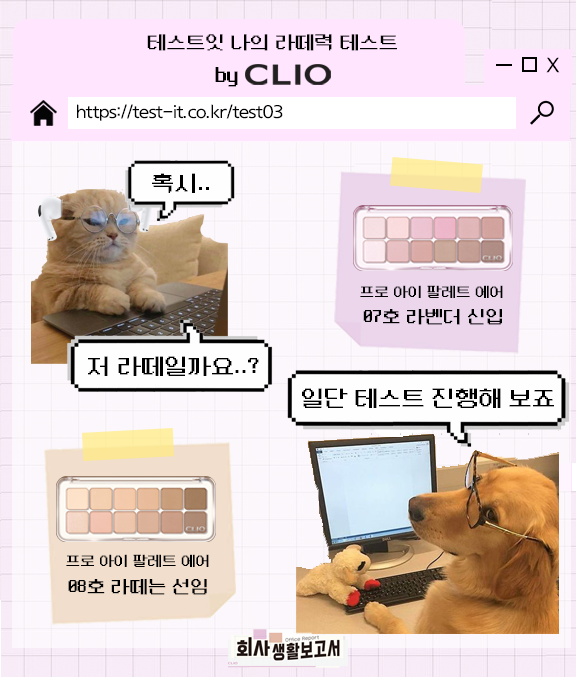 테스트잇 나의 라떼력 테스트
by CLIO
https://test-it.co.kr/test03
혹시..
저 라떼일까요..?
CLIO
프로 아이 팔레트 에어
07호 라벤더 신입
일단 테스트 진행해 보죠
CLIO
프로 아이 팔레트 에어
08호 라떼는 선임
DELL
Office Report
회사생활보고서